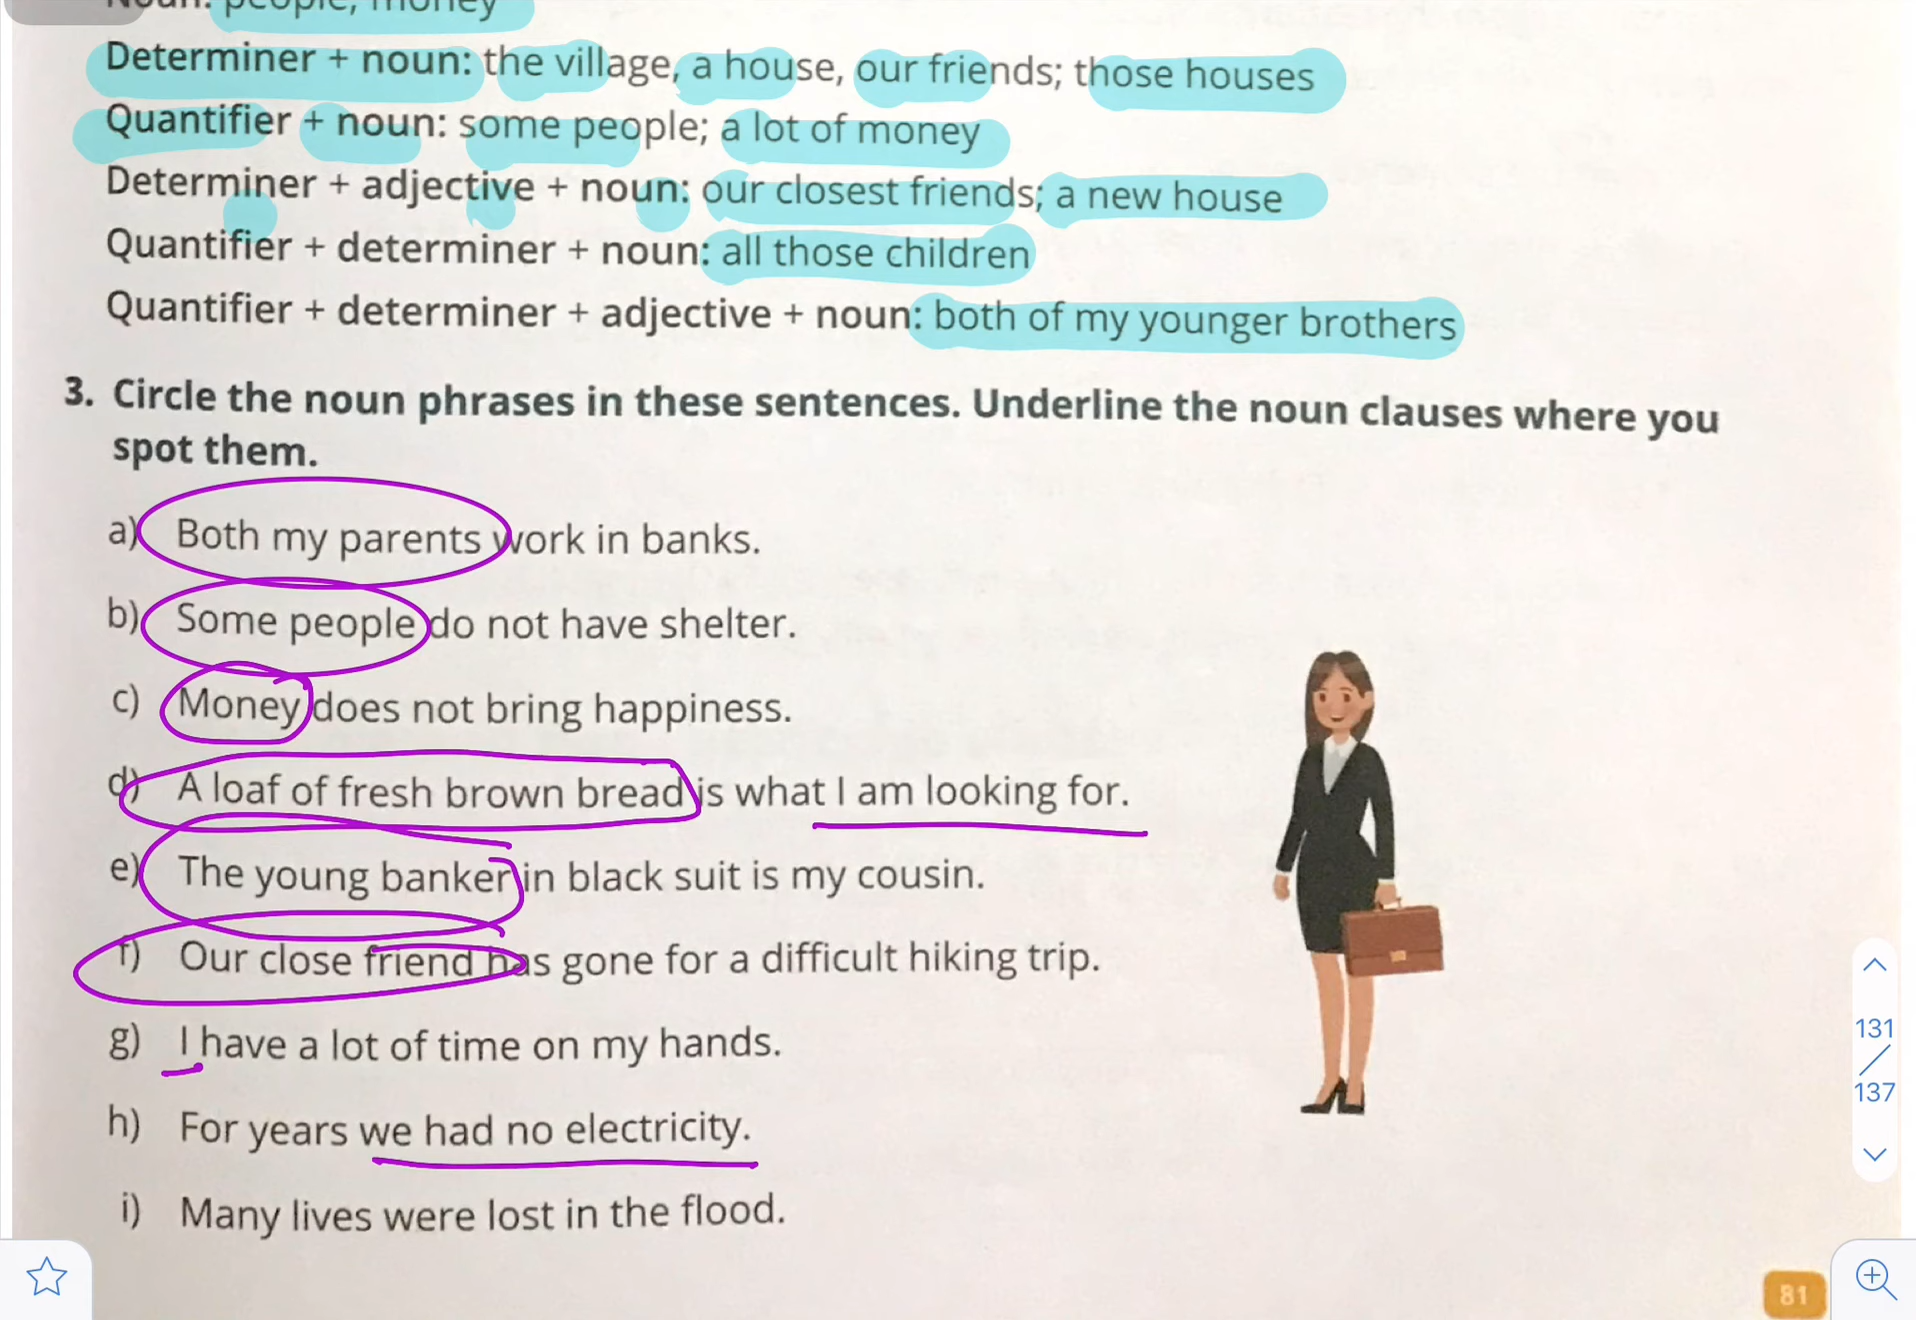 Noun: people, money
Determiner + noun: the village, a house, our friends; those houses
Quantifier + noun: some people; a lot of money
Determiner + adjective + noun: our closest friends; a new house
Quantifier + determiner + noun: all those children
Quantifier + determiner + adjective + noun: both of my younger brothers
3. Circle the noun phrases in these sentences. Underline the noun clauses where you
spot them.
a) Both my parents work in banks.
b) Some people do not have shelter.
c) Money does not bring happiness.
d) A loaf of fresh brown bread is what I am looking for.
e) The young banker in black suit is my cousin.
f) Our close friend has gone for a difficult hiking trip.
g) I have a lot of time on my hands.
h) For years we had no electricity.
i) Many lives were lost in the flood.
131
/
137
81